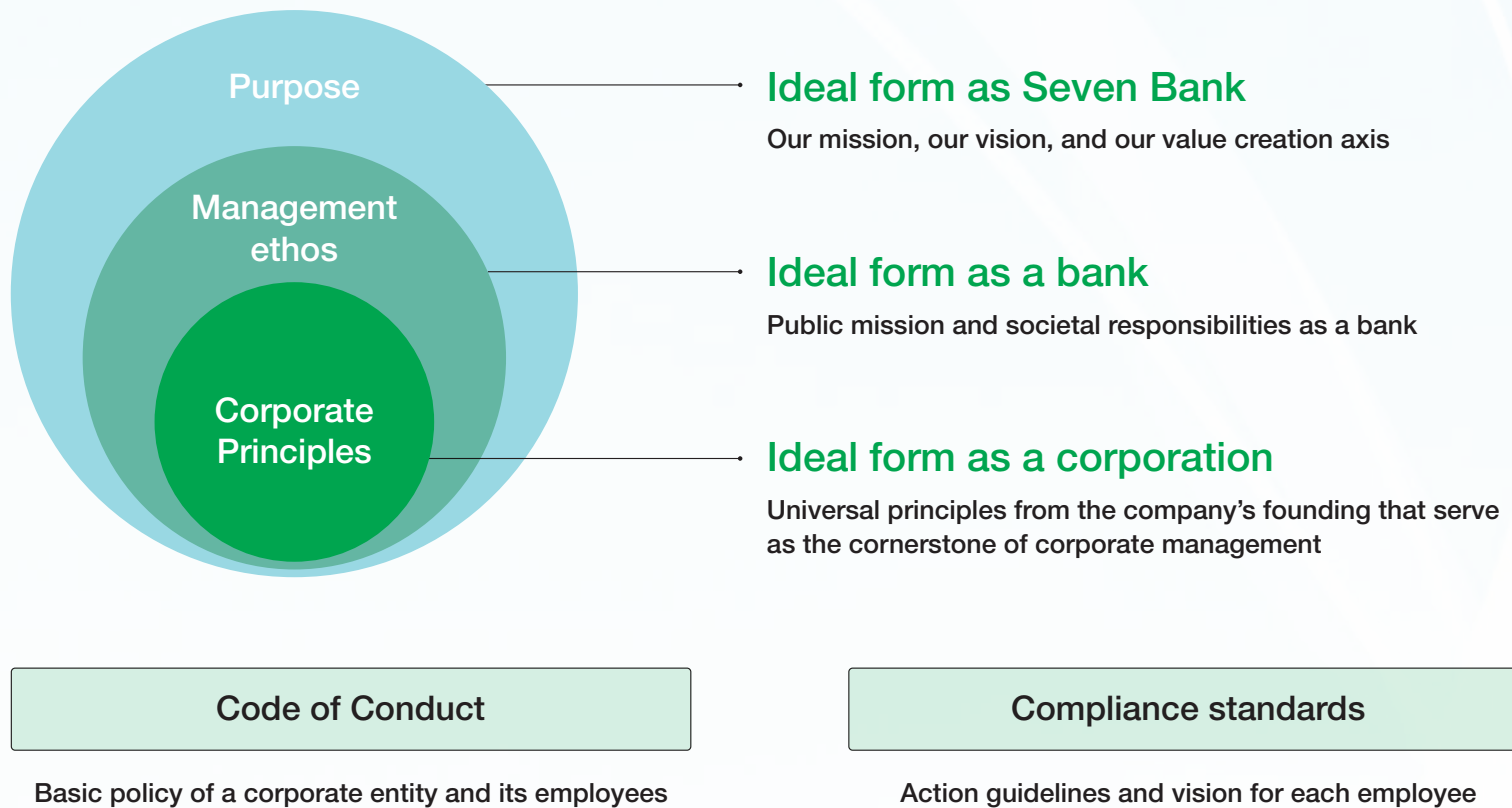 Purpose
Ideal form as Seven Bank
Our mission, our vision, and our value creation axis
Management
ethos
Ideal form as a bank
Public mission and societal responsibilities as a bank
Corporate
Principles
Ideal form as a corporation
Universal principles from the company’s founding that serve
as the cornerstone of corporate management
Code of Conduct
Basic policy of a corporate entity and its employees
Compliance standards
Action guidelines and vision for each employee